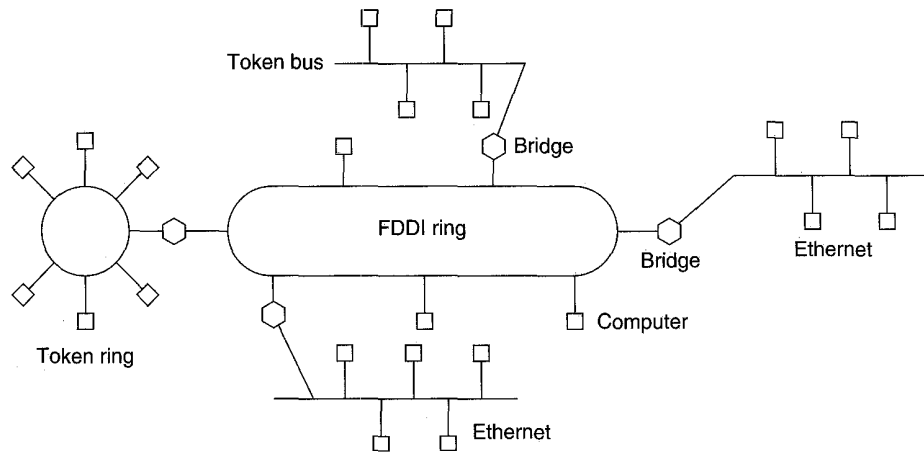 Token bus
Bridge
FDDI ring
Ethernet
Bridge
Computer
Token ring
Ethernet